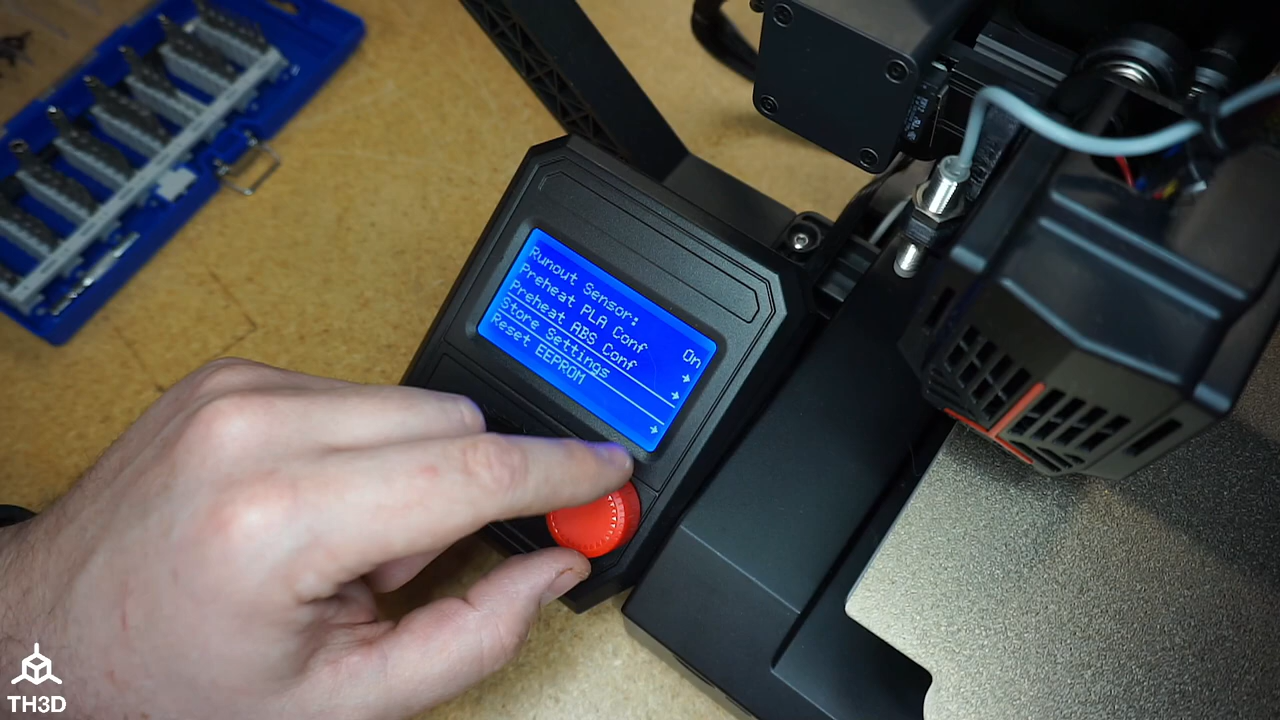 Runout Sensor: On
Preheat PLA Conf
Preheat ABS Conf
Store Settings
Reset EEPROM
TH3D